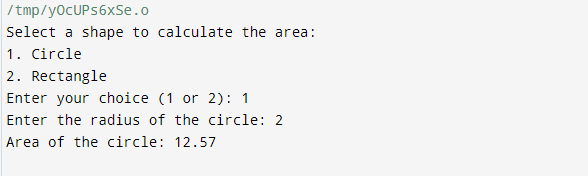 /tmp/yOcUPs6xSe.o
Select a shape to calculate the area:
1. Circle
2. Rectangle
Enter your choice (1 or 2): 1
Enter the radius of the circle: 2
Area of the circle: 12.57